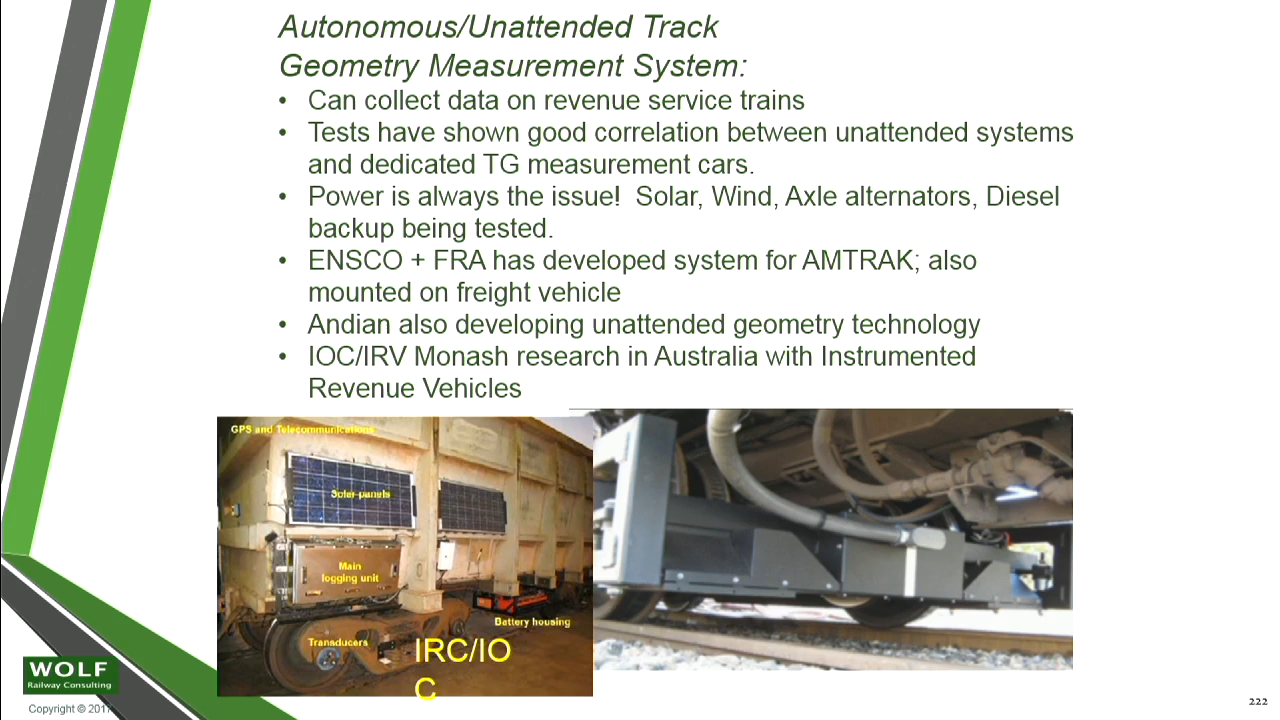 Autonomous/Unattended Track
Geometry Measurement System:
• Can collect data on revenue service trains
• Tests have shown good correlation between unattended systems
and dedicated TG measurement cars.
• Power is always the issue!  Solar, Wind, Axle alternators, Diesel
backup being tested.
• ENSCO + FRA has developed system for AMTRAK; also
mounted on freight vehicle
• Andian also developing unattended geometry technology
• IOC/IRV Monash research in Australia with Instrumented
Revenue Vehicles
GPS and Telecommunications
Solar panels
Main
logging unit
Battery housing
Transducers
IRC/IO
C
WOLF
Railway Consulting
Copyright © 2017
222